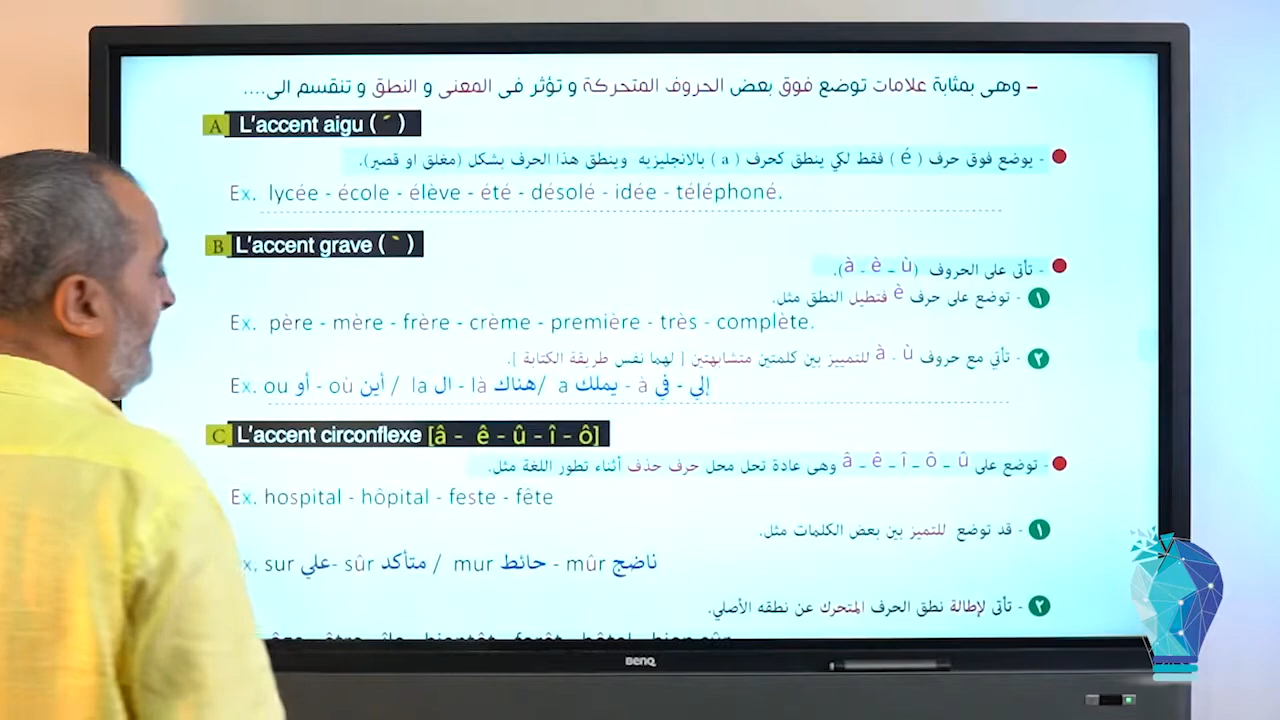 – وهى بمثابة علامات توضع فوق بعض الحروف المتحركة و تؤثر فى المعنى و النطق و تنقسم الى....
A L'accent aigu ( ´ )
- يوضع فوق حرف ( é ) فقط لكي ينطق كحرف ( a ) بالانجليزيه وينطق هذا الحرف بشكل (مغلق او قصير).
Ex. lycée - école - élève - été - désolé - idée - téléphoné.
B L'accent grave ( ` )
- تأتى على الحروف (à - è – ù).
١ - توضع على حرف è فتطيل النطق مثل.
Ex. père - mère - frère - crème - première - très - complète.
٢ - تأتي مع حروف à - ù للتمييز بين كلمتين متشابهتين [ لهما نفس طريقة الكتابة ].
Ex. ou أو - où أين / la ال - là هناك/ a يملك - à إلي - في
C L'accent circonflexe [â - ê - û - î - ô]
- توضع على â - ê – î – ô – û وهى عادة تحل محل حرف حذف أثناء تطور اللغة مثل.
Ex. hospital - hôpital - feste - fête
١ - قد توضع للتميز بين بعض الكلمات مثل.
x. sur علي- sûr متأكد / mur حائط - mûr ناضج
٢ - تأتى لإطالة نطق الحرف المتحرك عن نطقه الأصلي.
BenQ